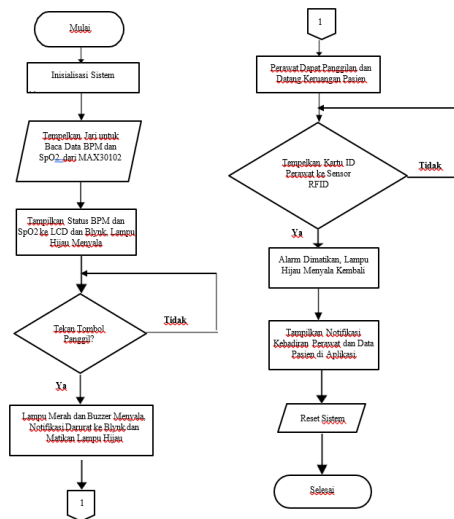 Mulai
Inisialisasi Sistem
Tempelkan Jari untuk
Baca Data BPM dan
SpO2 dari MAX30102
Tampilkan Status BPM dan
SpO2 ke LCD dan Blynk, Lampu
Hijau Menyala
Tekan Tombol
Panggil?
Tidak
Ya
Lampu Merah dan Buzzer Menyala,
Notifikasi Darurat ke Blynk dan
Matikan Lampu Hijau
1
1
Perawat Dapat Panggilan dan
Datang Keruangan Pasien
Tempelkan Kartu ID
Perawat ke Sensor
RFID
Tidak
Ya
Alarm Dimatikan, Lampu
Hijau Menyala Kembali
Tampilkan Notifikasi
Kehadiran Perawat dan Data
Pasien di Aplikasi
Reset Sistem
Selesai